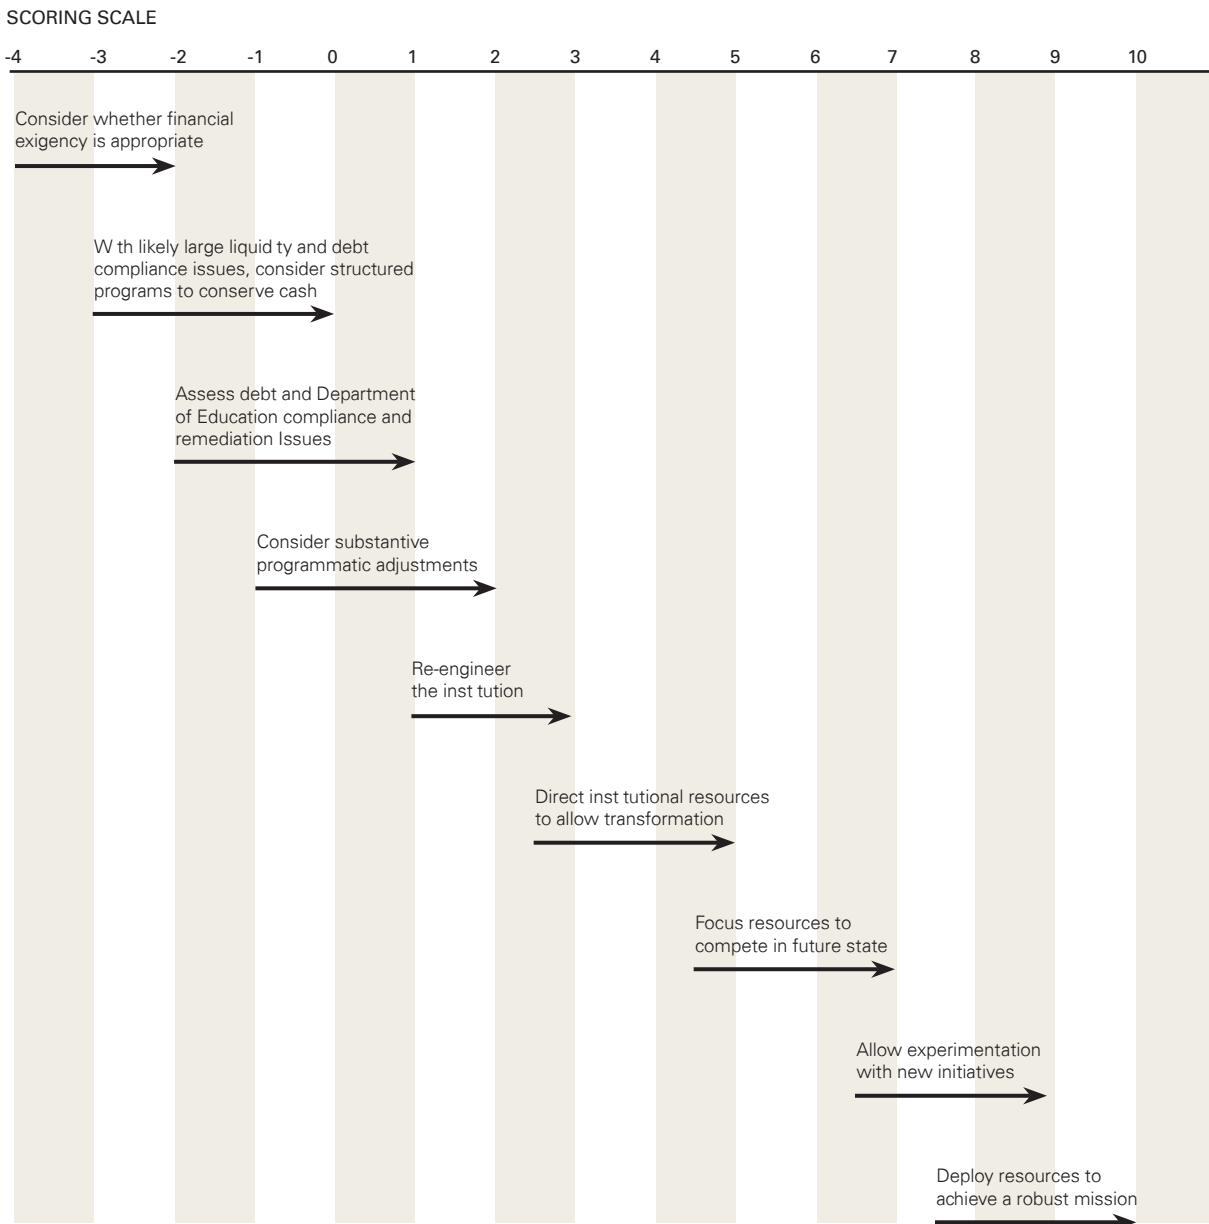 SCORING SCALE
-4 -3 -2 -1 0 1 2 3 4 5 6 7 8 9 10
Consider whether financial
exigency is appropriate
W th likely large liquid ty and debt
compliance issues, consider structured
programs to conserve cash
Assess debt and Department
of Education compliance and
remediation Issues
Consider substantive
programmatic adjustments
Re-engineer
the inst tution
Direct inst tutional resources
to allow transformation
Focus resources to
compete in future state
Allow experimentation
with new initiatives
Deploy resources to
achieve a robust mission